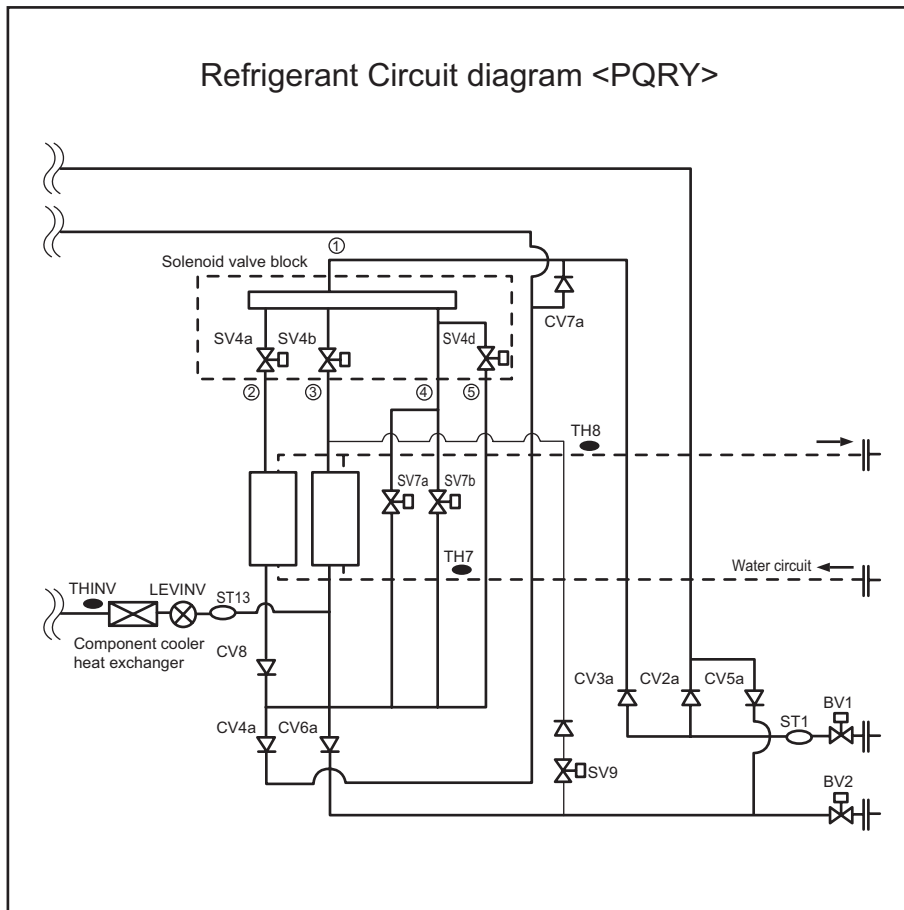 Refrigerant Circuit diagram <PQRY>
①
Solenoid valve block
CV7a
SV4a
SV4b
SV4d
②
③
④
⑤
TH8
SV7a
SV7b
TH7
Water circuit
THINV
LEVINV
ST13
Component cooler
heat exchanger
CV8
CV3a
CV2a
CV5a
BV1
ST1
CV4a
CV6a
SV9
BV2